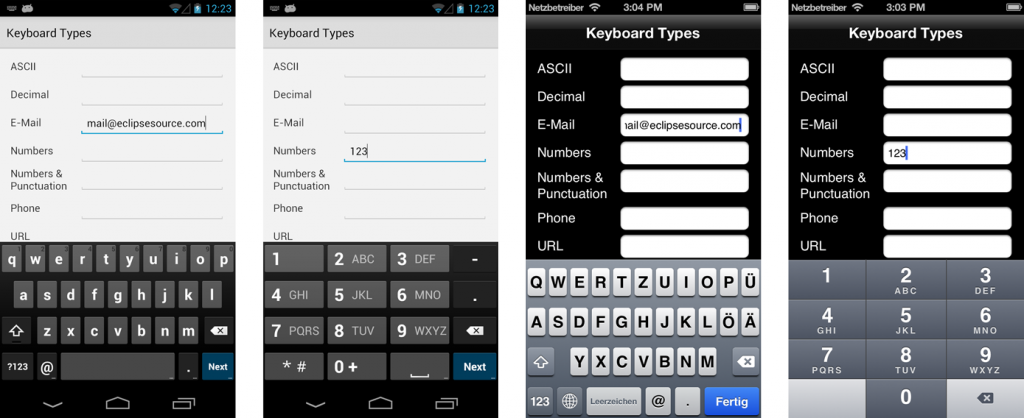 12:23
Keyboard Types
ASCII
Decimal
E-Mail
mail@eclipsesource.com
Numbers
Numbers &
Punctuation
Phone
URL
q w e r t y u i o p
a s d f g h j k l
z x c v b n m
?123 @ . Next
12:23
Keyboard Types
ASCII
Decimal
E-Mail
Numbers
123
Numbers &
Punctuation
Phone
URL
1 2 ABC 3 DEF -
4 GHI 5 JKL 6 MNO .
7 PQRS 8 TUV 9 WXYZ
* # 0 + Next
Netzbetreiber 3:04 PM
Keyboard Types
ASCII
Decimal
E-Mail
ail@eclipsesource.com
Numbers
Numbers &
Punctuation
Phone
URL
Q W E R T Z U I O P Ü
A S D F G H J K L Ö Ä
Y X C V B N M
123 Leerzeichen @ . Fertig
Netzbetreiber 3:03 PM
Keyboard Types
ASCII
Decimal
E-Mail
Numbers
123
Numbers &
Punctuation
Phone
URL
1 2 3
ABC DEF
4 5 6
GHI JKL MNO
7 8 9
PQRS TUV WXYZ
0